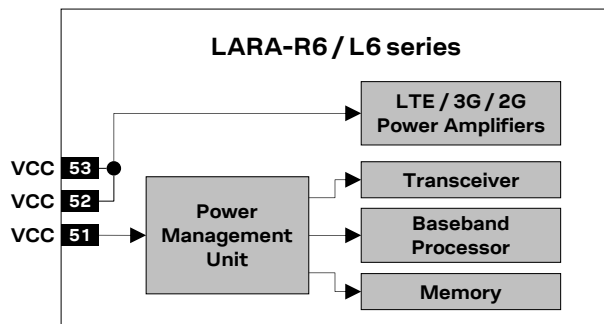 LARA-R6 / L6 series
LTE / 3G / 2G
Power Amplifiers
VCC 53
VCC 52
VCC 51
Power
Management
Unit
Transceiver
Baseband
Processor
Memory